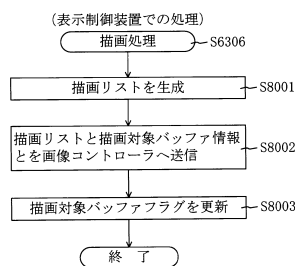 (表示制御装置での処理)
描画処理
S6306
描画リストを生成
S8001
描画リストと描画対象バッファ情報
とを画像コントローラへ送信
S8002
描画対象バッファフラグを更新
S8003
終 了